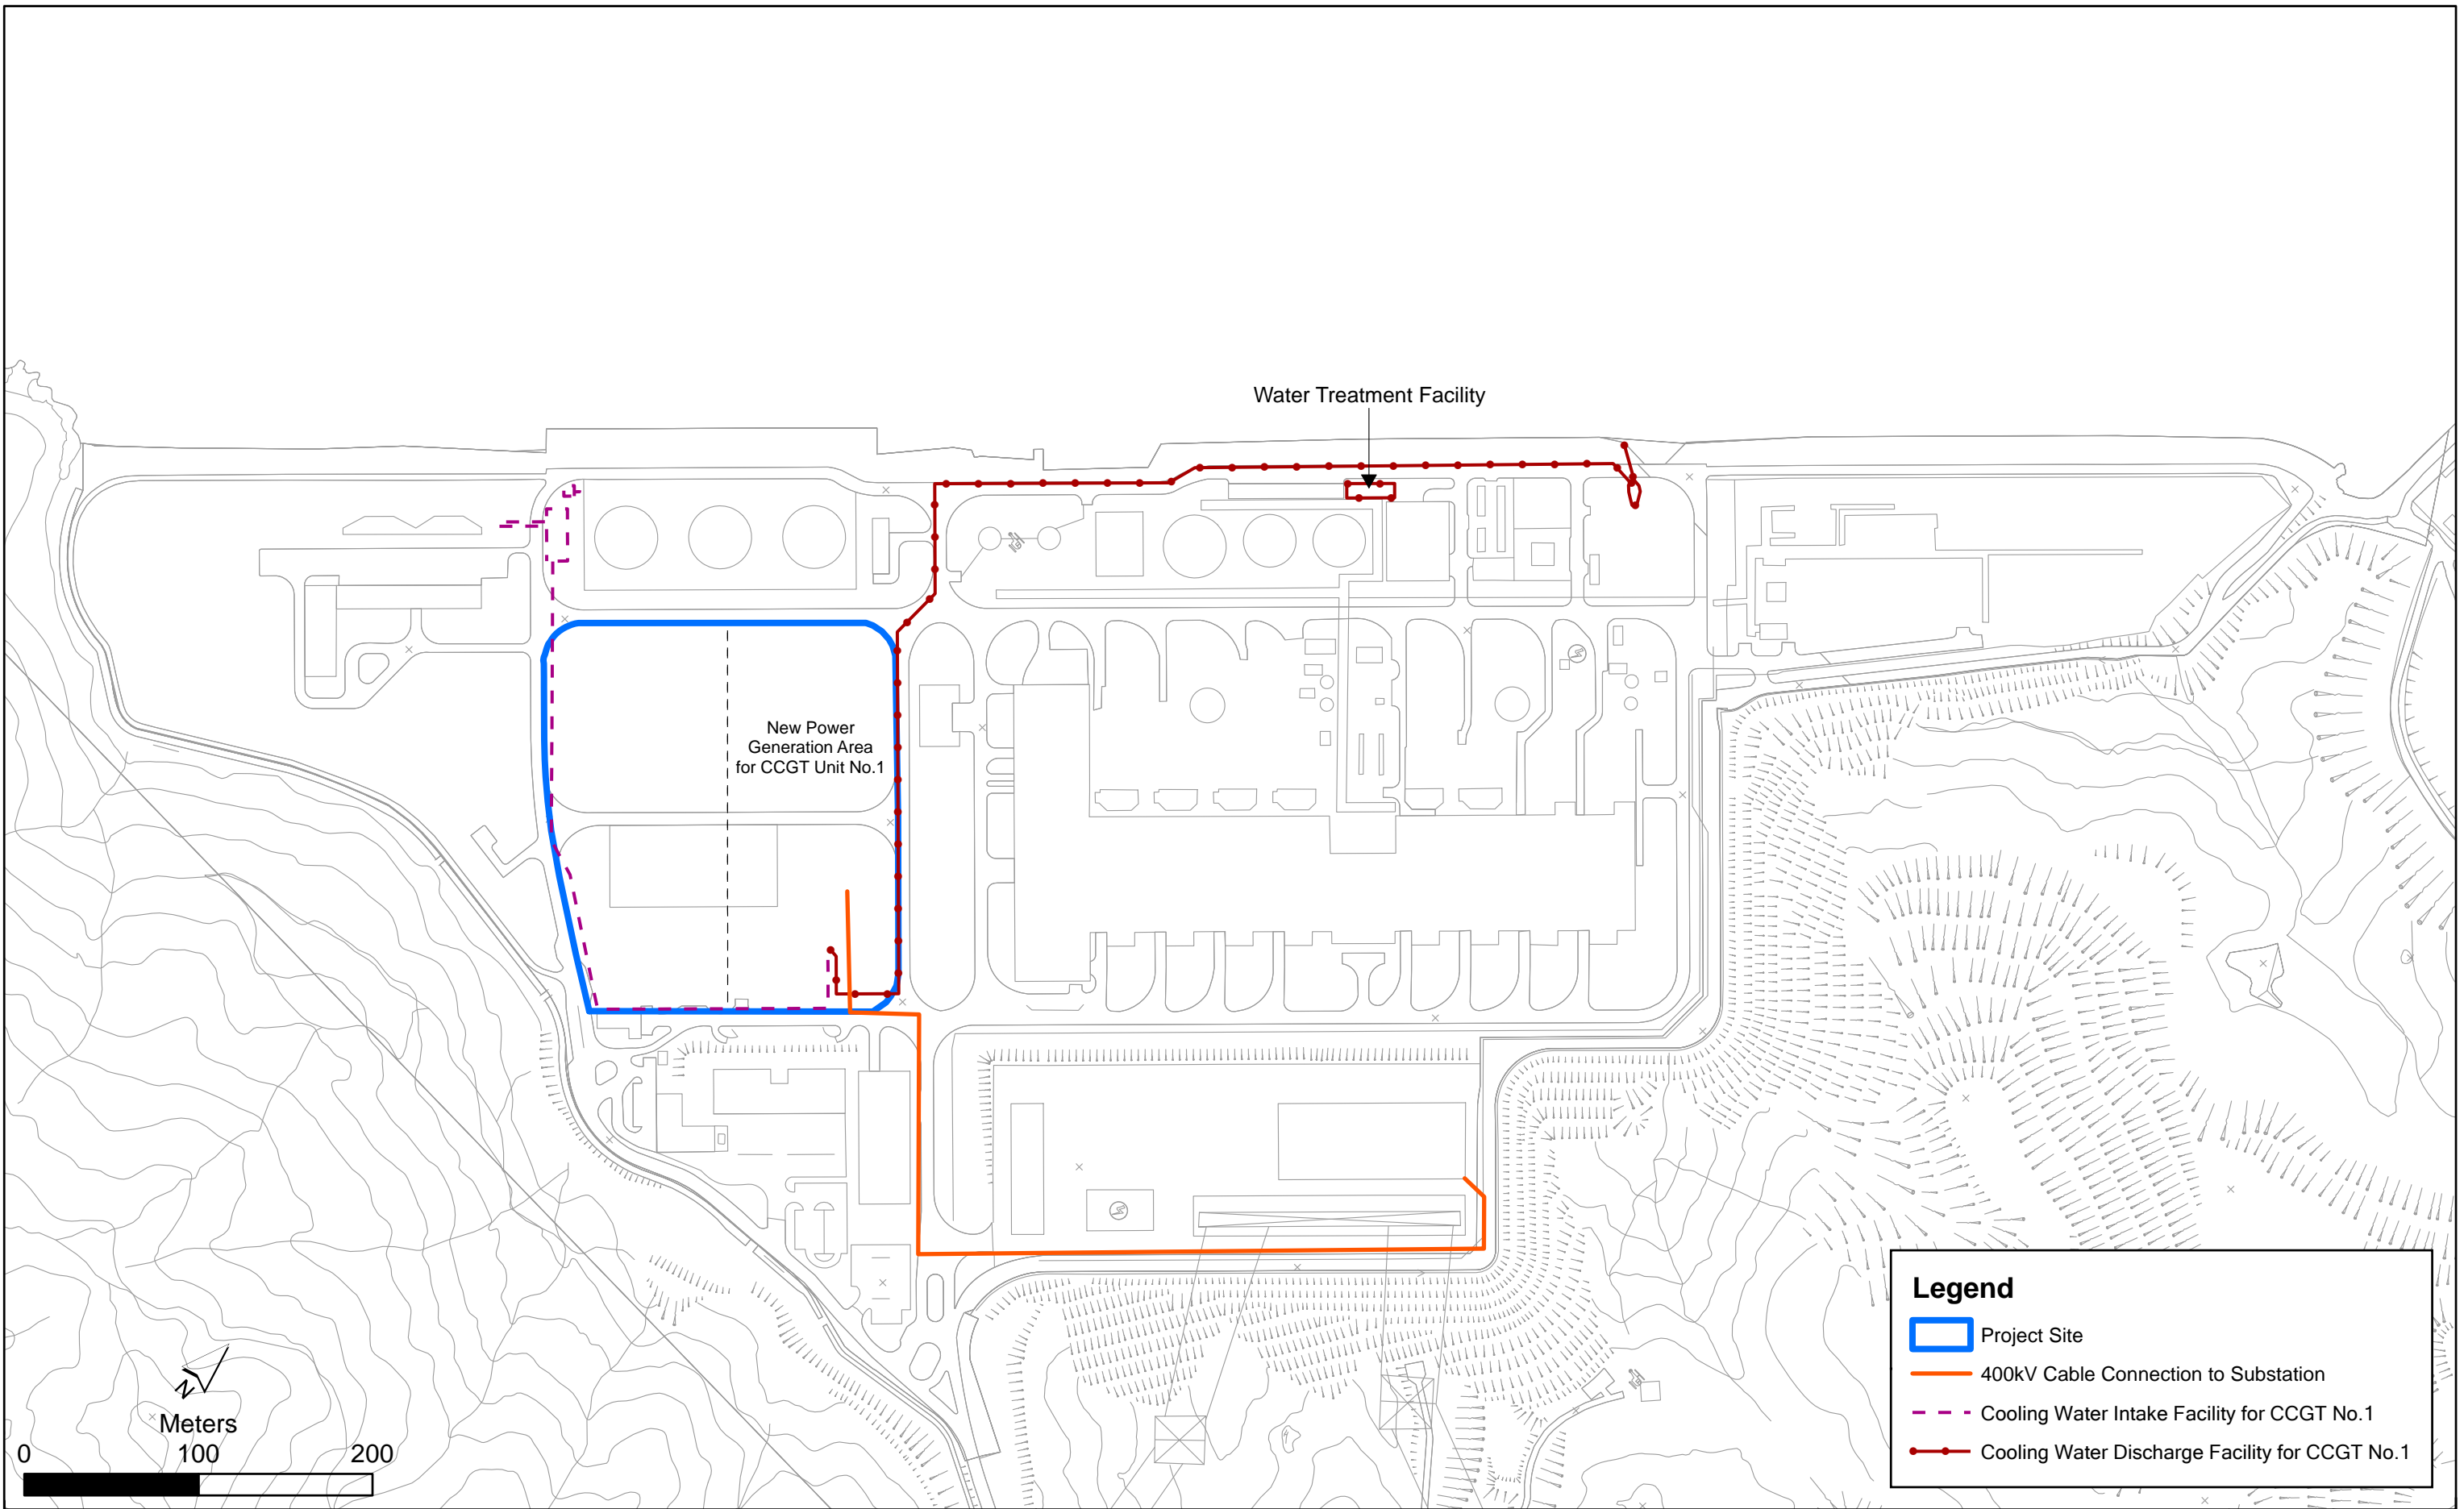 Water Treatment Facility
New Power
Generation Area
for CCGT Unit No.1
N
Meters
0 100 200
Legend
Project Site
400kV Cable Connection to Substation
Cooling Water Intake Facility for CCGT No.1
Cooling Water Discharge Facility for CCGT No.1